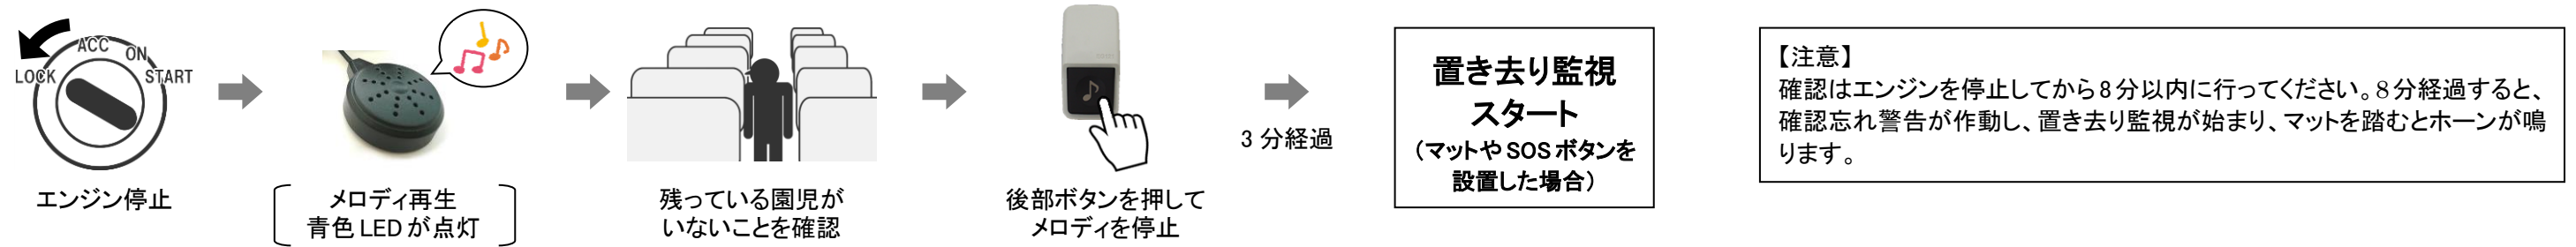 ACC
ON
LOCK
START
エンジン停止
メロディ再生
青色LEDが点灯
残っている園児が
いないことを確認
後部ボタンを押して
メロディを停止
3分経過
置き去り監視
スタート
（マットやSOSボタンを
設置した場合）
【注意】
確認はエンジンを停止してから8分以内に行ってください。８分経過すると、
確認忘れ警告が作動し、置き去り監視が始まり、マットを踏むとホーンが鳴
ります。